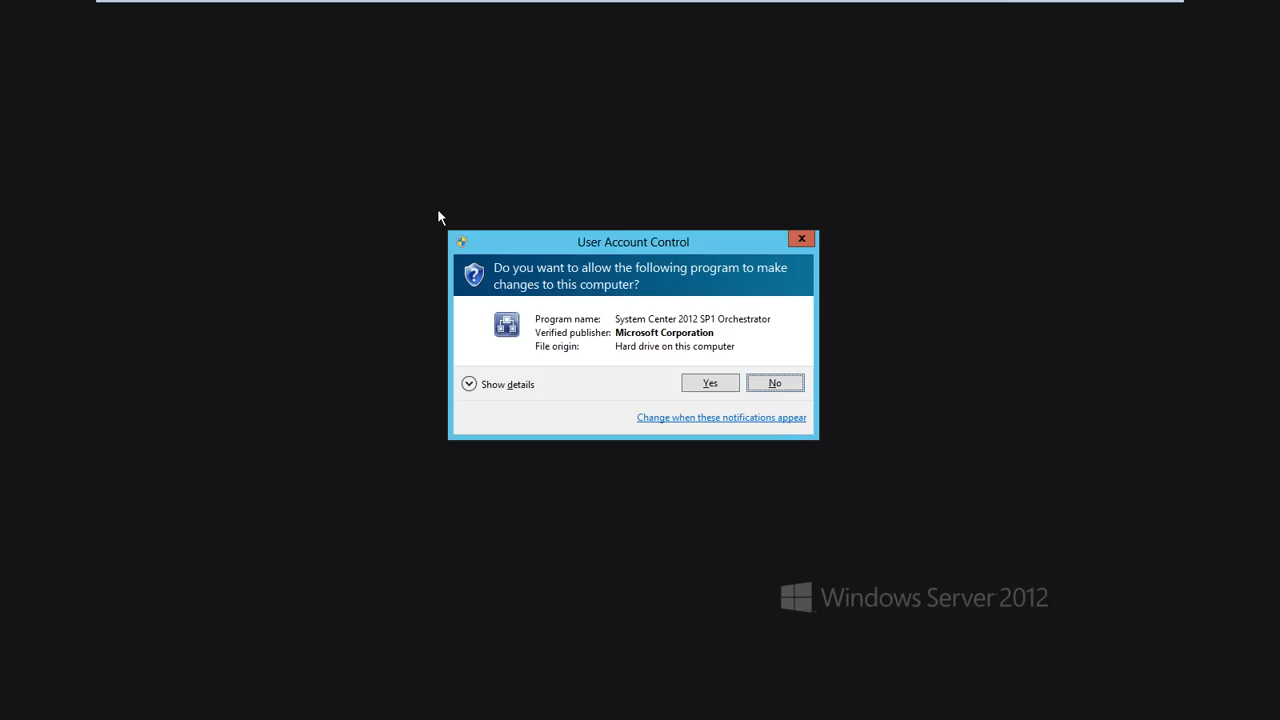 User Account Control
x
Do you want to allow the following program to make
changes to this computer?
Program name: System Center 2012 SP1 Orchestrator
Verified publisher: Microsoft Corporation
File origin: Hard drive on this computer
Show details
Yes
No
Change when these notifications appear
Windows Server 2012